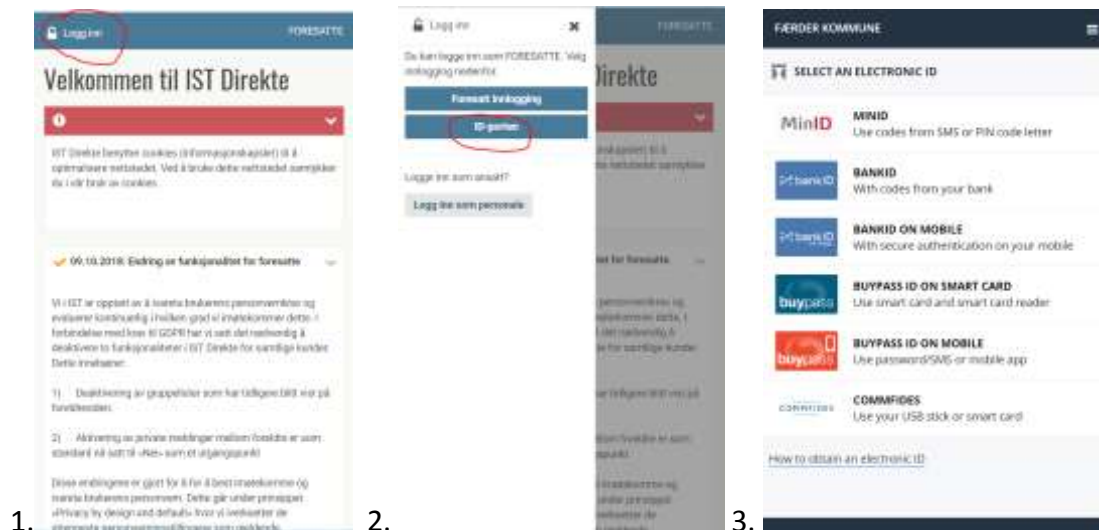 Logg inn
FORESATTE
Velkommen til IST Direkte
IST Direkte benytter cookies (informasjonskapsler) til å
optimalisere nettstedet. Ved å bruke dette nettstedet samtykker
du i vår bruk av cookies.
09.10.2018: Endring av funksjonalitet for foresatte
Vi i IST er opptatt av å ivareta brukerens personvernkrav og
evaluerer kontinuerlig i hvilken grad vi imøtekommer dette. I
forbindelse med krav til GDPR har vi sett det nødvendig å
deaktivere to funksjonaliteter i IST Direkte for samtlige kunder.
Dette innebærer:
1) Deaktivering av gruppelister som har tidligere blitt vist på
2) Aktivering av private meldinger mellom foreldre er som
standard nå satt til «Nei» som et utgangspunkt
Disse endringene er gjort for å for å best imøtekomme og
ivareta brukerens personvern. Dette går under prinsippet
«Privacy by design and default» hvor vi iverksetter de
1.
Logg inn
FORESATTE
Du kan logge inn som FORESATTE. Velg
innlogging nedenfor.
Foresatt Innlogging
ID-porten
Logge inn som ansatt?
Logg inn som personale
Direkte
2.
FÆRDER KOMMUNE
SELECT AN ELECTRONIC ID
MinID
MINID
Use codes from SMS or PIN code letter
bankID
BANKID
With codes from your bank
bankID
BANKID ON MOBILE
With secure authentication on your mobile
buypass
BUYPASS ID ON SMART CARD
Use smart card and smart card reader
buypass
BUYPASS ID ON MOBILE
Use password/SMS or mobile app
COMMFIDES
COMMFIDES
Use your USB stick or smart card
How to obtain an electronic ID
3.